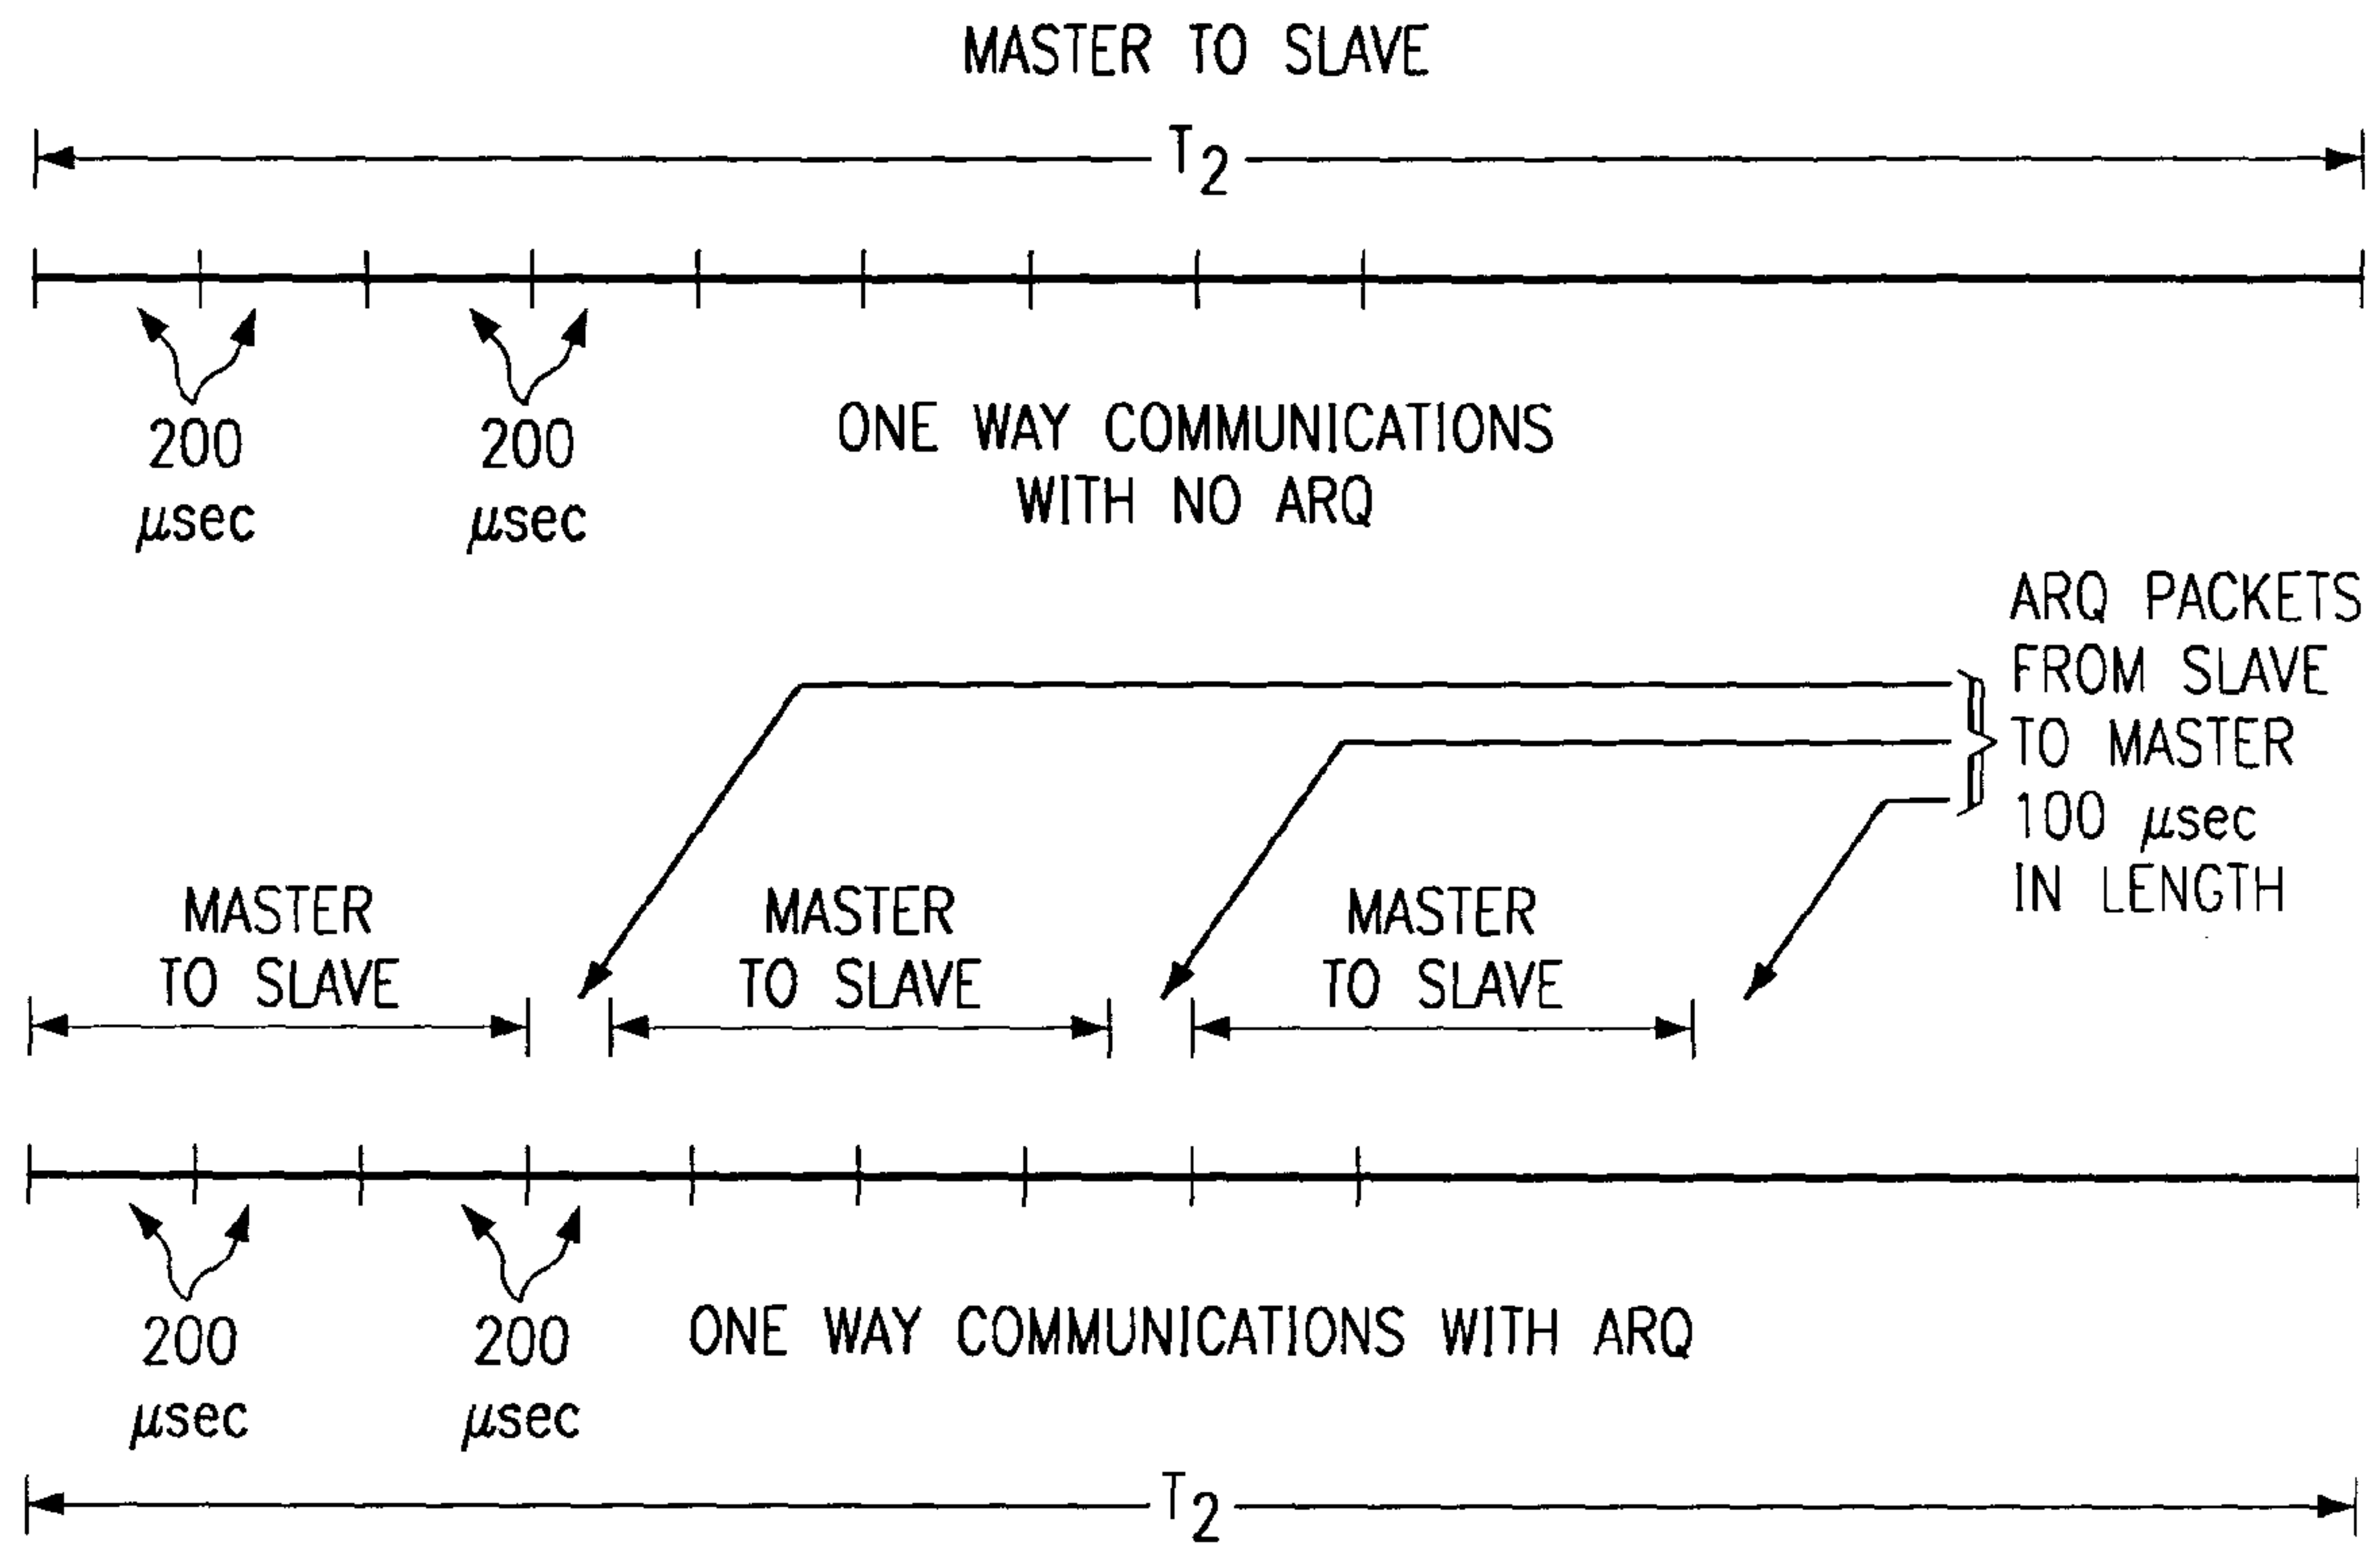 MASTER TO SLAVE
T2
200
μsec
200
μsec
ONE WAY COMMUNICATIONS
WITH NO ARQ
ARQ PACKETS
FROM SLAVE
TO MASTER
100 μsec
IN LENGTH
MASTER
TO SLAVE
MASTER
TO SLAVE
MASTER
TO SLAVE
200
μsec
200
μsec
ONE WAY COMMUNICATIONS WITH ARQ
T2